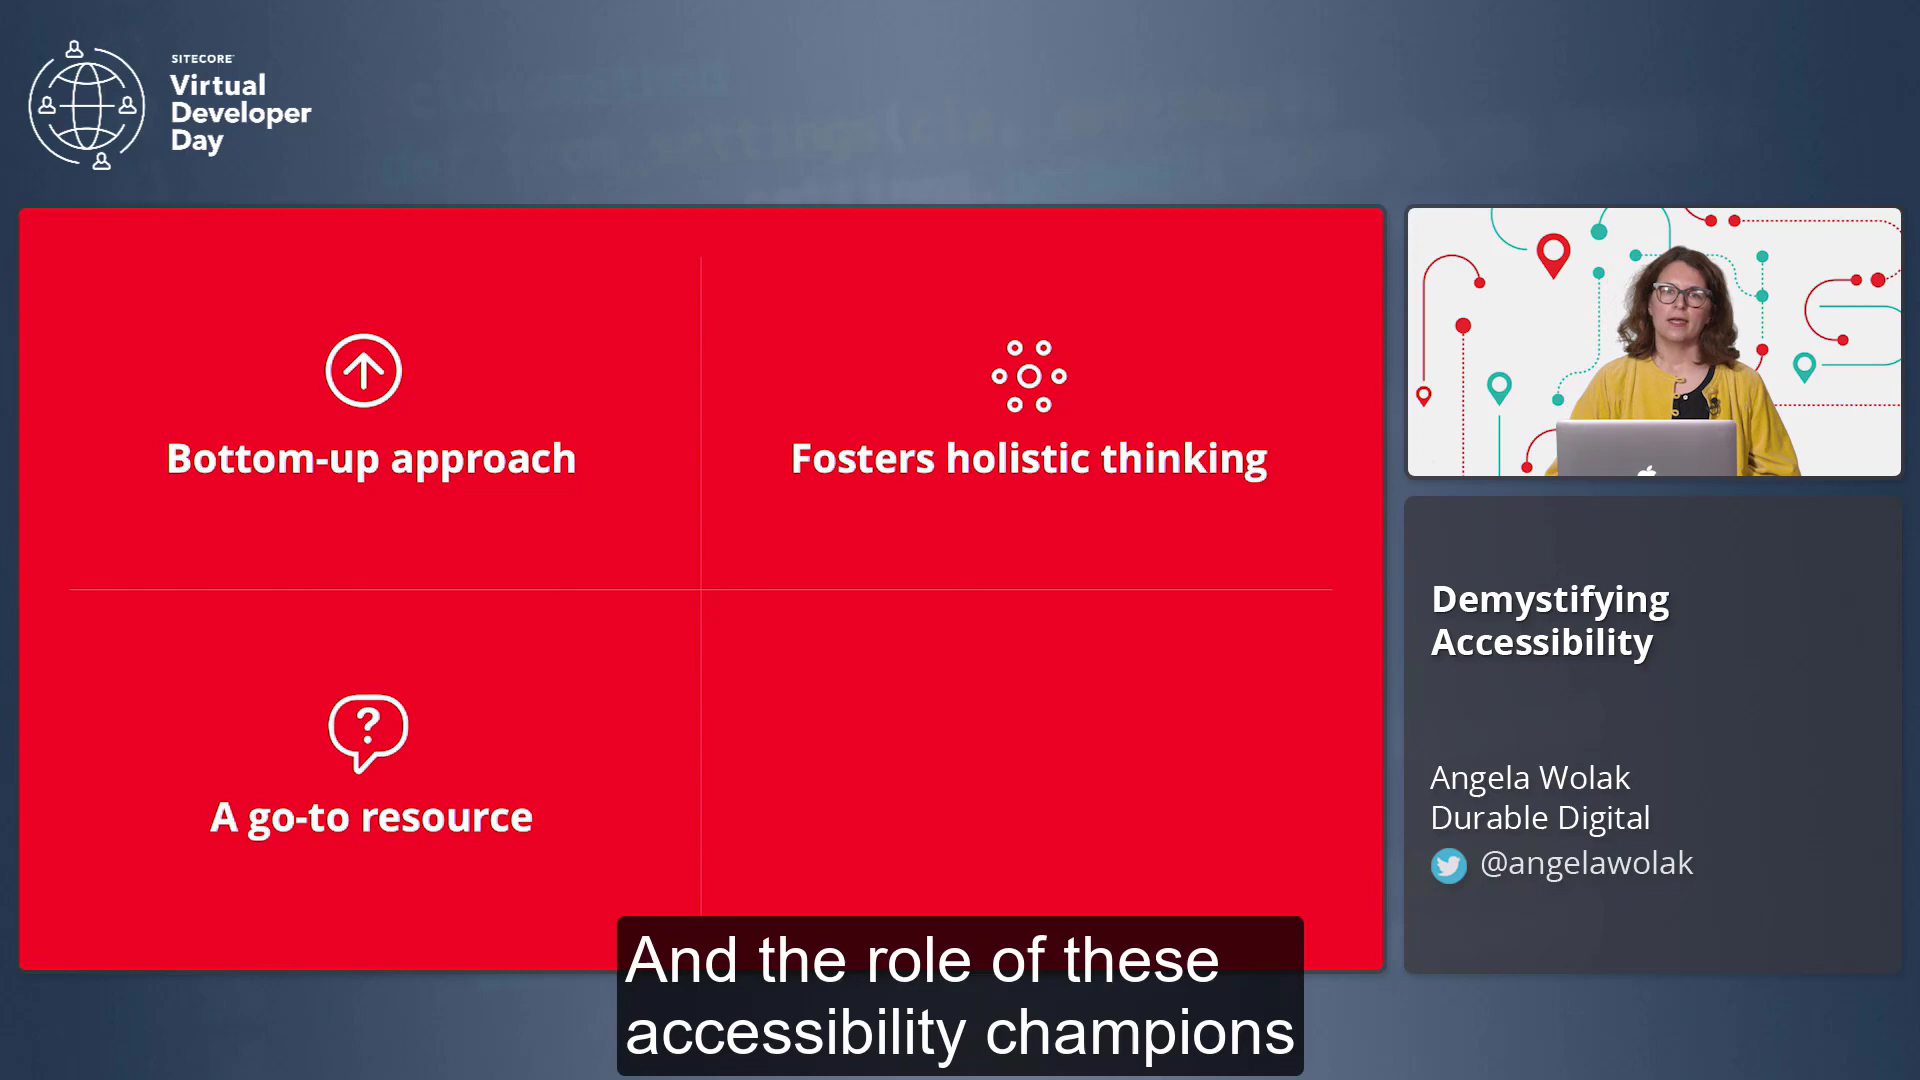 SITECORE
Virtual
Developer
Day
Bottom-up approach
Fosters holistic thinking
?
A go-to resource
Demystifying
Accessibility
Angela Wolak
Durable Digital
@angelawolak
And the role of these
accessibility champions